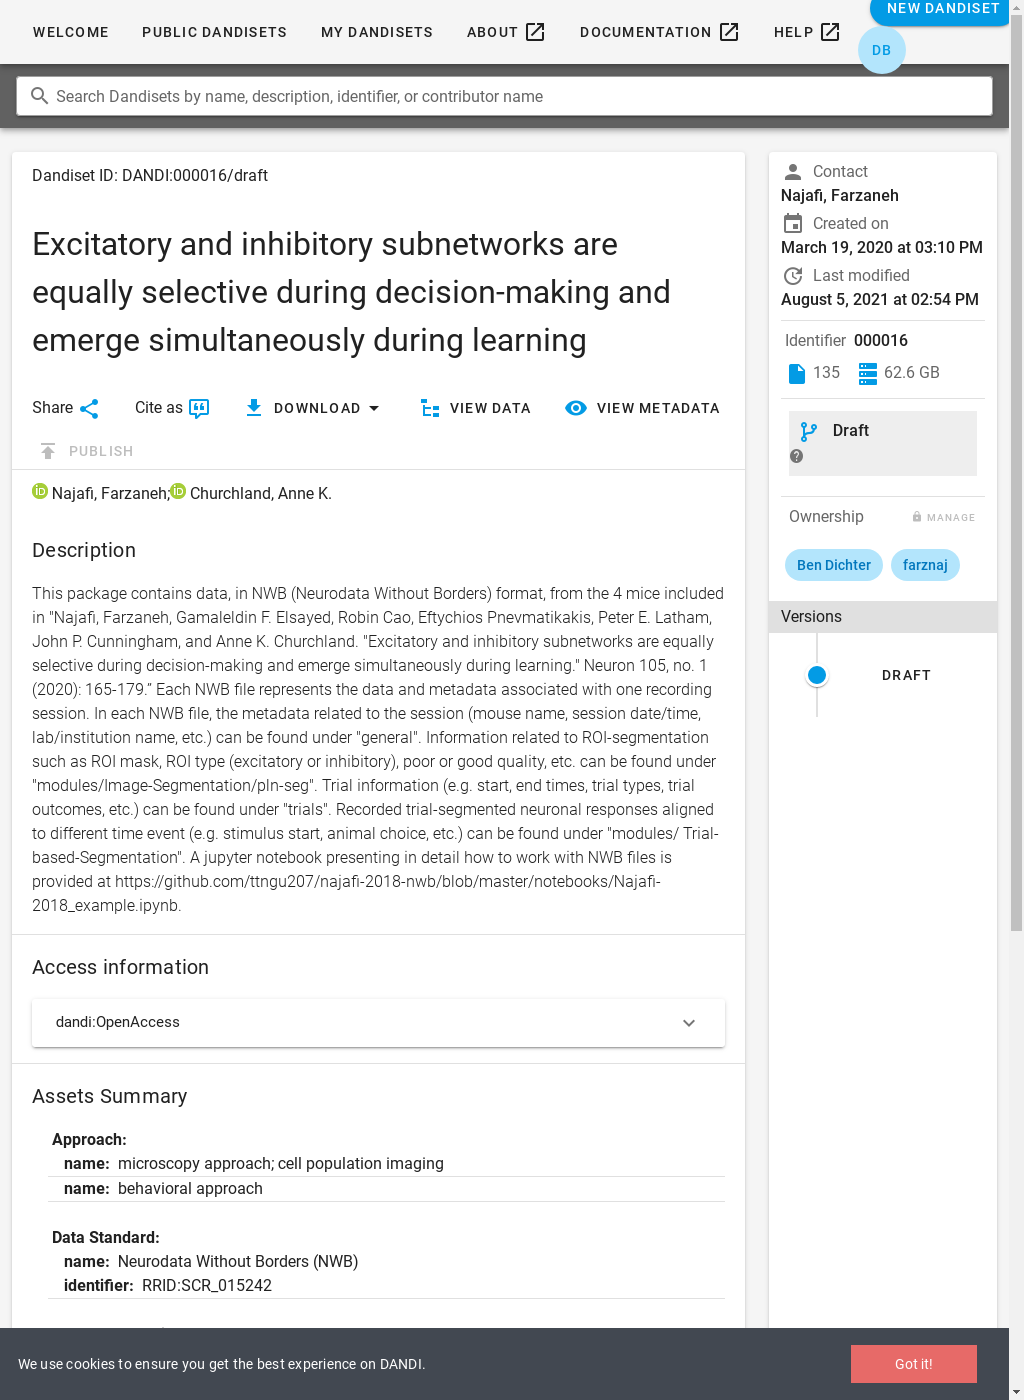 WELCOME PUBLIC DANDISETS MY DANDISETS ABOUT DOCUMENTATION HELP NEW DANDISET
DB
Search Dandisets by name, description, identifier, or contributor name
Dandiset ID: DANDI:000016/draft
Excitatory and inhibitory subnetworks are
equally selective during decision-making and
emerge simultaneously during learning
Share Cite as DOWNLOAD VIEW DATA VIEW METADATA
PUBLISH
Najafi, Farzaneh; Churchland, Anne K.
Description
This package contains data, in NWB (Neurodata Without Borders) format, from the 4 mice included
in "Najafi, Farzaneh, Gamaleldin F. Elsayed, Robin Cao, Eftychios Pnevmatikakis, Peter E. Latham,
John P. Cunningham, and Anne K. Churchland. "Excitatory and inhibitory subnetworks are equally
selective during decision-making and emerge simultaneously during learning." Neuron 105, no. 1
(2020): 165-179.” Each NWB file represents the data and metadata associated with one recording
session. In each NWB file, the metadata related to the session (mouse name, session date/time,
lab/institution name, etc.) can be found under "general". Information related to ROI-segmentation
such as ROI mask, ROI type (excitatory or inhibitory), poor or good quality, etc. can be found under
"modules/Image-Segmentation/pln-seg". Trial information (e.g. start, end times, trial types, trial
outcomes, etc.) can be found under "trials". Recorded trial-segmented neuronal responses aligned
to different time event (e.g. stimulus start, animal choice, etc.) can be found under "modules/ Trial-
based-Segmentation". A jupyter notebook presenting in detail how to work with NWB files is
provided at https://github.com/ttngu207/najafi-2018-nwb/blob/master/notebooks/Najafi-
2018_example.ipynb.
Access information
dandi:OpenAccess
Assets Summary
Approach:
name: microscopy approach; cell population imaging
name: behavioral approach
Data Standard:
name: Neurodata Without Borders (NWB)
identifier: RRID:SCR_015242
Contact
Najafi, Farzaneh
Created on
March 19, 2020 at 03:10 PM
Last modified
August 5, 2021 at 02:54 PM
Identifier 000016
135 62.6 GB
Draft
Ownership MANAGE
Ben Dichter farznaj
Versions
DRAFT
We use cookies to ensure you get the best experience on DANDI. Got it!